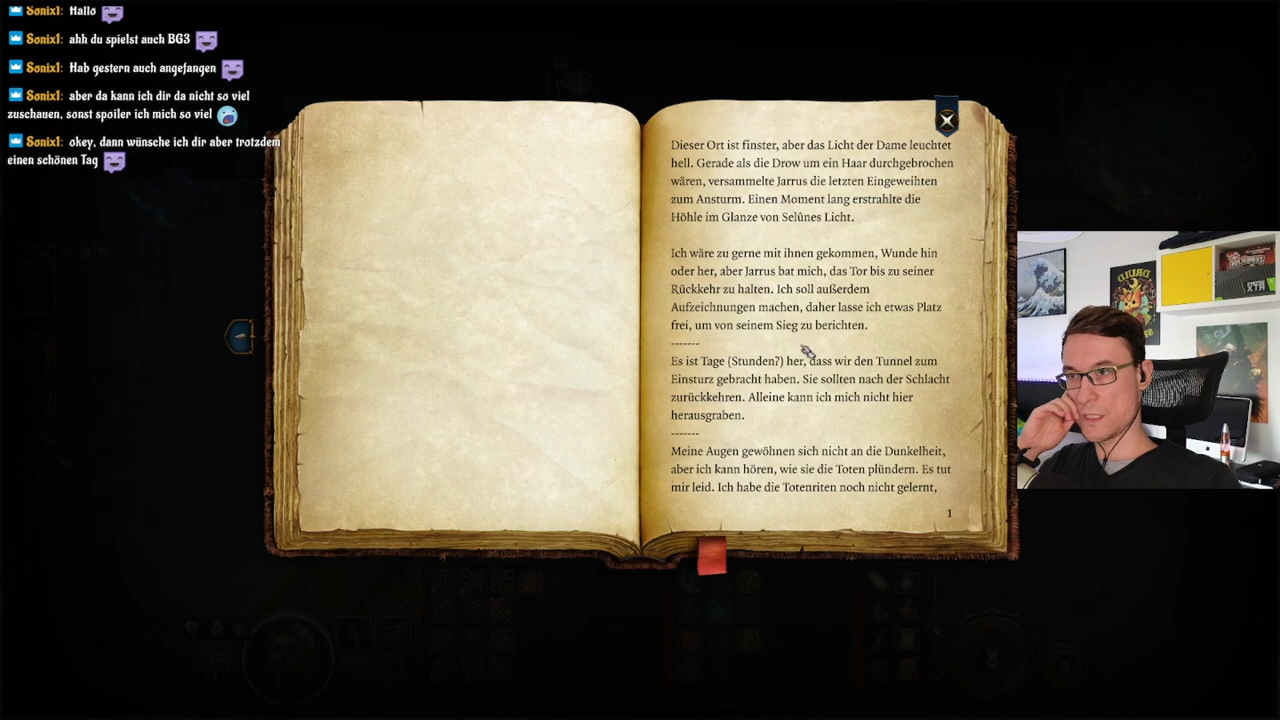 Sonix1: Hallo
Sonix1: ahh du spielst auch BG3
Sonix1: Hab gestern auch angefangen
Sonix1: aber da kann ich dir da nicht so viel
zuschauen, sonst spoiler ich mich so viel
Sonix1: okey, dann wünsche ich dir aber trotzdem
einen schönen Tag
Dieser Ort ist finster, aber das Licht der Dame leuchtet
hell. Gerade als die Drow um ein Haar durchgebrochen
wären, versammelte Jarrus die letzten Eingeweihten
zum Ansturm. Einen Moment lang erstrahlte die
Höhle im Glanze von Selûnes Licht.
Ich wäre zu gerne mit ihnen gekommen, Wunde hin
oder her, aber Jarrus bat mich, das Tor bis zu seiner
Rückkehr zu halten. Ich soll außerdem
Aufzeichnungen machen, daher lasse ich etwas Platz
frei, um von seinem Sieg zu berichten.
-------
Es ist Tage (Stunden?) her, dass wir den Tunnel zum
Einsturz gebracht haben. Sie sollten nach der Schlacht
zurückkehren. Alleine kann ich mich nicht hier
herausgraben.
-------
Meine Augen gewöhnen sich nicht an die Dunkelheit,
aber ich kann hören, wie sie die Toten plündern. Es tut
mir leid. Ich habe die Totenriten noch nicht gelernt,
1
DRUID